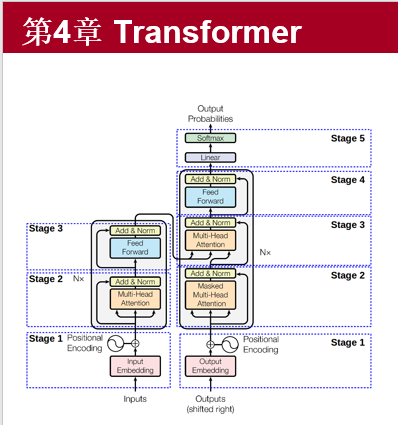 第4章 Transformer
Output
Probabilities
Softmax
Stage 5
Linear
Add & Norm
Stage 4
Feed
Forward
Stage 3
Add & Norm
Feed
Forward
Add & Norm
Multi-Head
Attention
Stage 3
N×
Stage 2
N×
Add & Norm
Multi-Head
Attention
Add & Norm
Masked
Multi-Head
Attention
Stage 2
Stage 1
Positional
Encoding
Input
Embedding
Inputs
Positional
Encoding
Stage 1
Output
Embedding
Outputs
(shifted right)